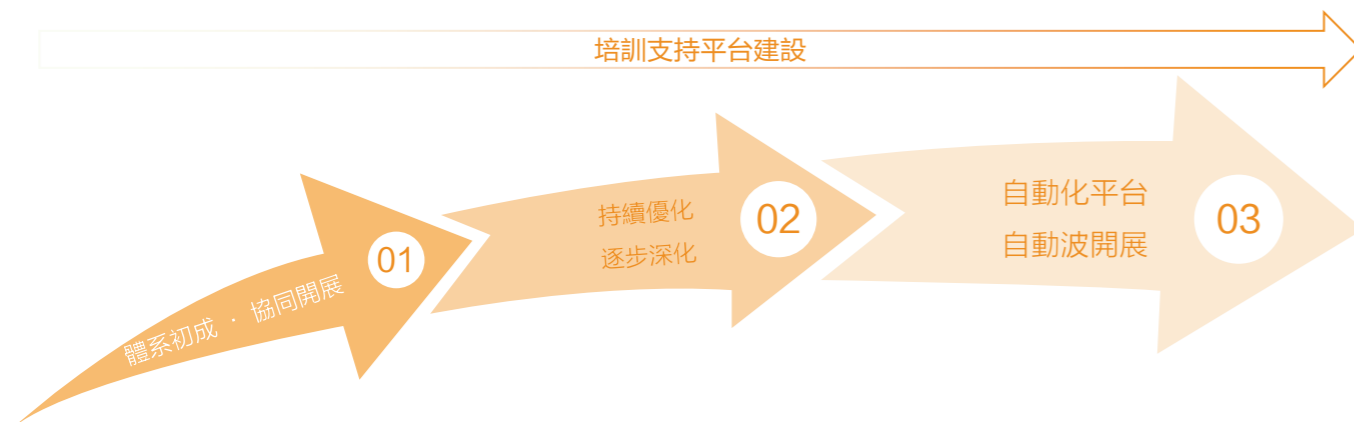 培訓支持平台建設
體系初成 · 協同開展
01
持續優化
逐步深化
02
自動化平台
自動波開展
03